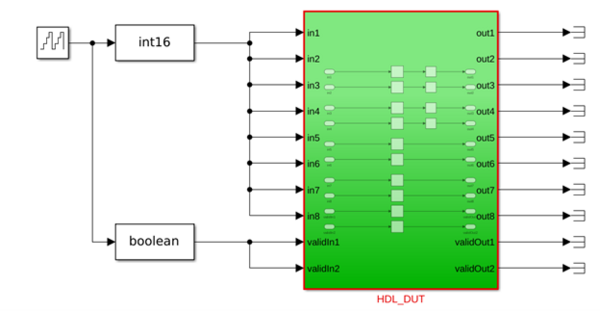 int16
boolean
in1
in2
in3
in4
in5
in6
in7
in8
validIn1
validIn2
out1
out2
out3
out4
out5
out6
out7
out8
validOut1
validOut2
HDL_DUT